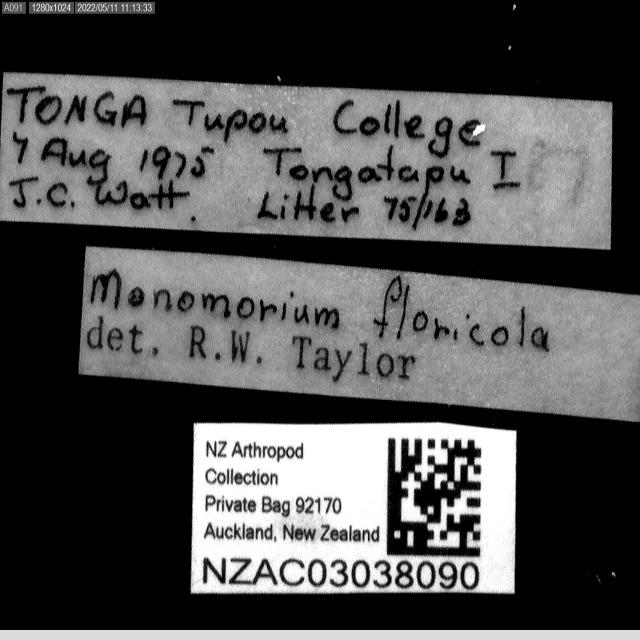 A091 1280x1024 2022/05/11 11:13:33
TONGA Tupou College
7 Aug 1975 Tongatapu I
J.C. Watt. Litter 75/163
Monomorium floricola
det. R.W. Taylor
NZ Arthropod
Collection
Private Bag 92170
Auckland, New Zealand
NZAC03038090